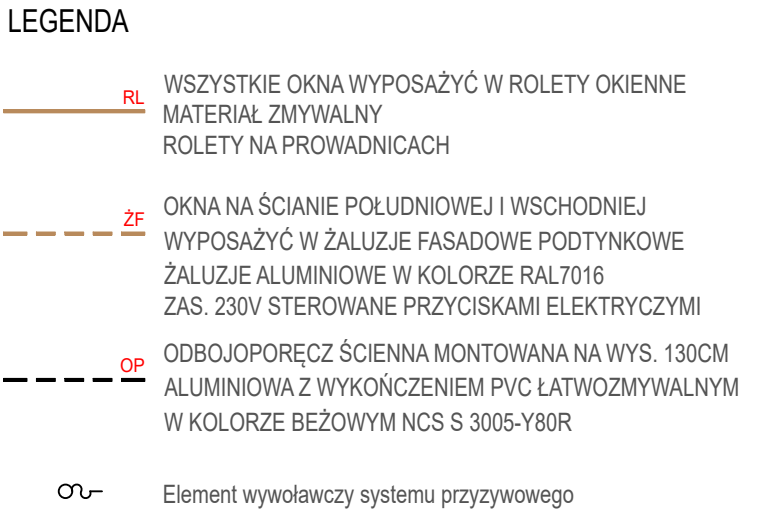 LEGENDA
RL WSZYSTKIE OKNA WYPOSAŻYĆ W ROLETY OKIENNE
MATERIAŁ ZMYWALNY
ROLETY NA PROWADNICACH
ŻF OKNA NA ŚCIANIE POŁUDNIOWEJ I WSCHODNIEJ
WYPOSAŻYĆ W ŻALUZJE FASADOWE PODTYNKOWE
ŻALUZJE ALUMINIOWE W KOLORZE RAL7016
ZAS. 230V STEROWANE PRZYCISKAMI ELEKTRYCZYMI
OP ODBOJOPORĘCZ ŚCIENNA MONTOWANA NA WYS. 130CM
ALUMINIOWA Z WYKOŃCZENIEM PVC ŁATWOZMYWALNYM
W KOLORZE BEŻOWYM NCS S 3005-Y80R
Element wywoławczy systemu przyzywowego